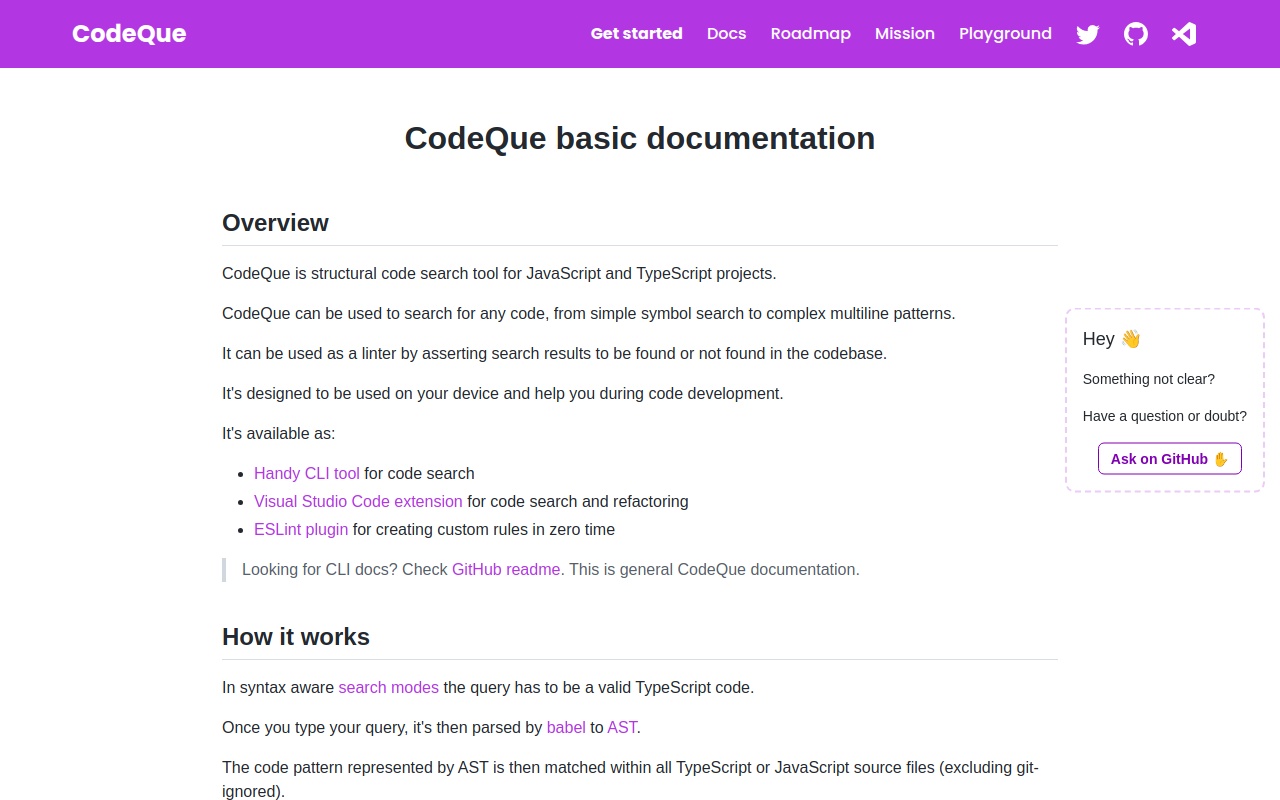 CodeQue
Get started
Docs
Roadmap
Mission
Playground
CodeQue basic documentation
Overview
CodeQue is structural code search tool for JavaScript and TypeScript projects.
CodeQue can be used to search for any code, from simple symbol search to complex multiline patterns.
It can be used as a linter by asserting search results to be found or not found in the codebase.
It's designed to be used on your device and help you during code development.
It's available as:
Handy CLI tool for code search
Visual Studio Code extension for code search and refactoring
ESLint plugin for creating custom rules in zero time
Looking for CLI docs? Check GitHub readme. This is general CodeQue documentation.
How it works
In syntax aware search modes the query has to be a valid TypeScript code.
Once you type your query, it's then parsed by babel to AST.
The code pattern represented by AST is then matched within all TypeScript or JavaScript source files (excluding git-
ignored).
Hey 👋
Something not clear?
Have a question or doubt?
Ask on GitHub ✋